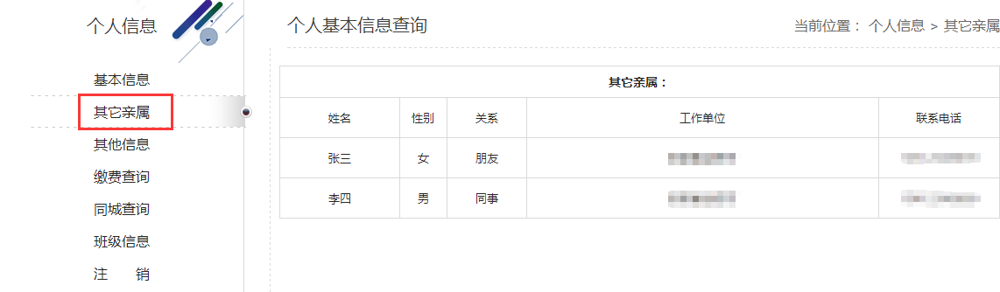 个人信息
基本信息
其它亲属
其他信息
缴费查询
同城查询
班级信息
注 销
个人基本信息查询
当前位置： 个人信息 > 其它亲属
其它亲属：
姓名 性别 关系 工作单位 联系电话
张三 女 朋友
李四 男 同事